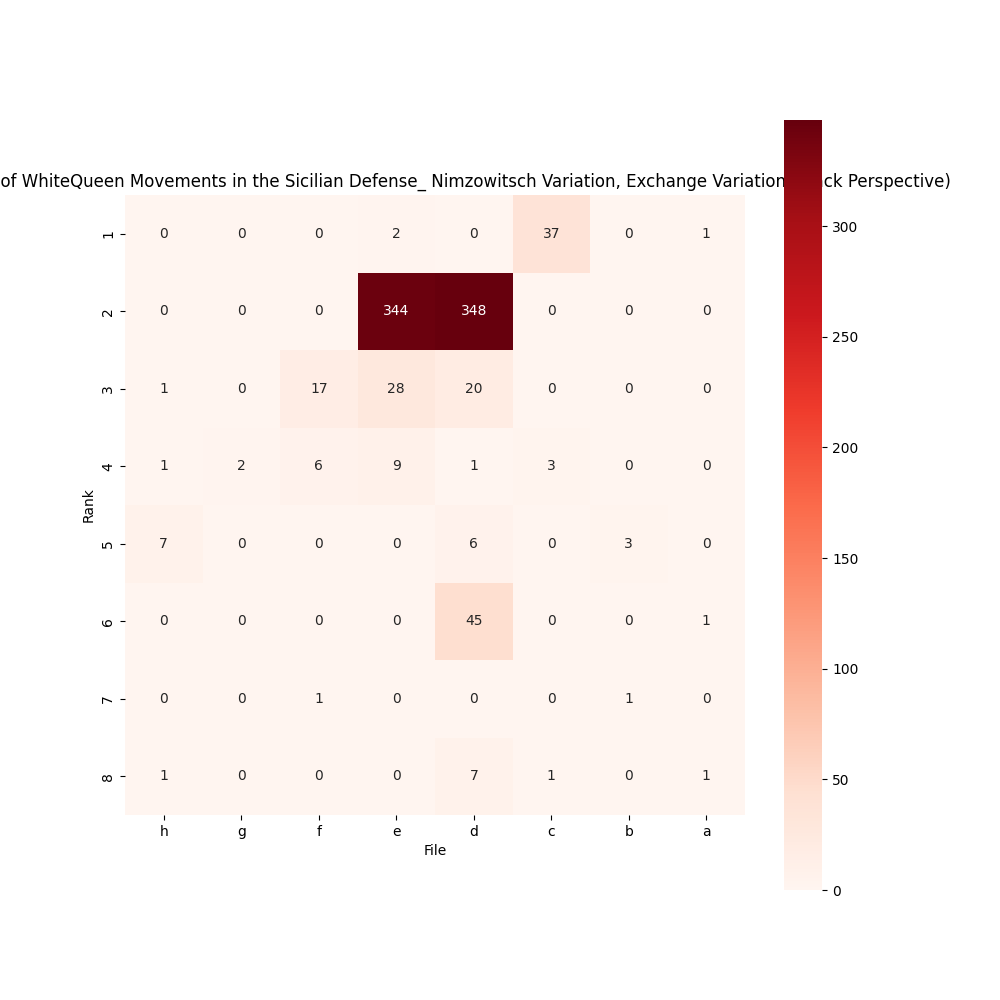 of WhiteQueen Movements in the Sicilian Defense_ Nimzowitsch Variation, Exchange Variation ck Perspective)
1 0 0 0 2 0 37 0 1
2 0 0 0 344 348 0 0 0
3 1 0 17 28 20 0 0 0
4 1 2 6 9 1 3 0 0
5 7 0 0 0 6 0 3 0
6 0 0 0 0 45 0 0 1
7 0 0 1 0 0 0 1 0
8 1 0 0 0 7 1 0 1
h g f e d c b a
File
Rank
300
250
200
150
100
50
0